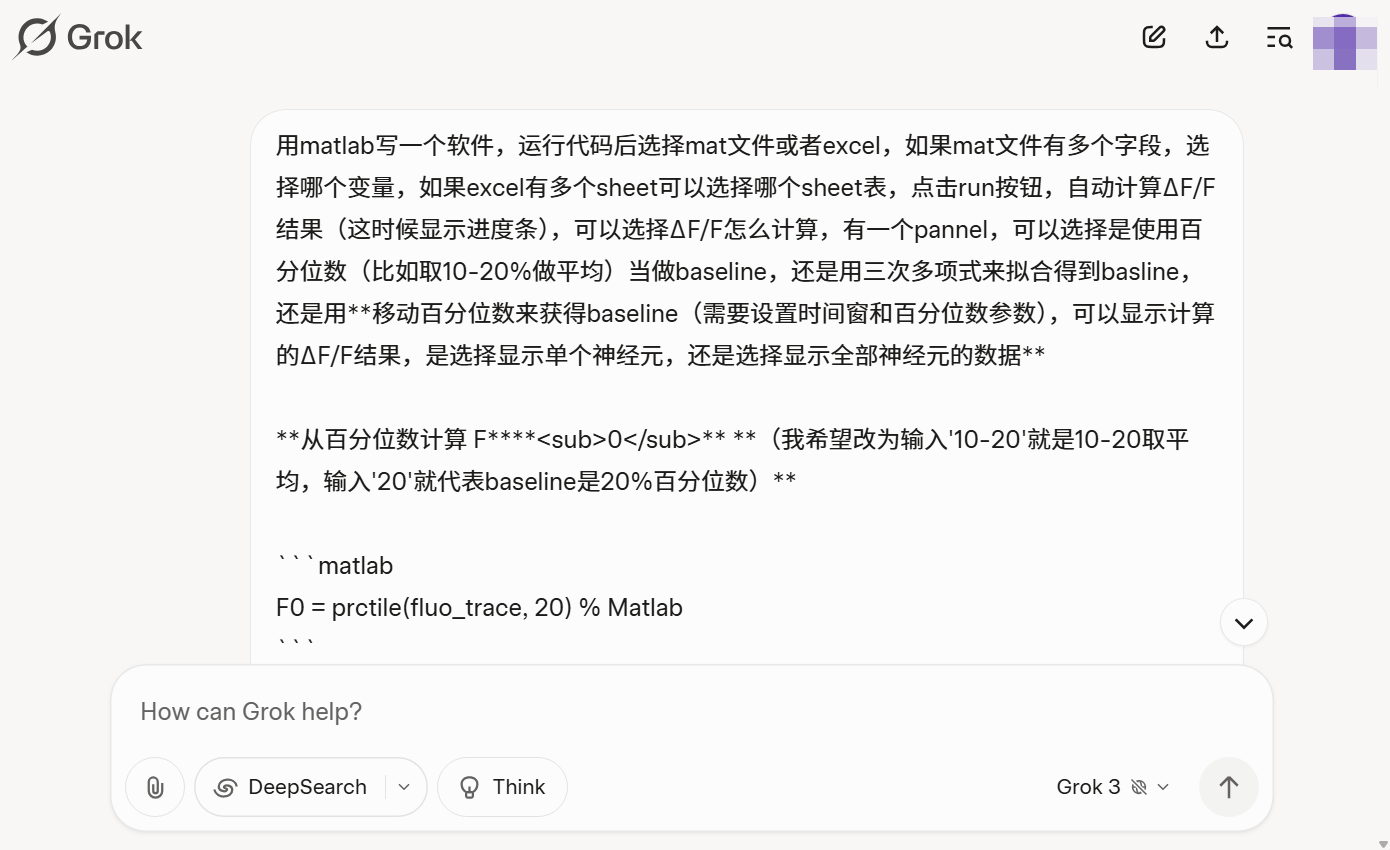 Grok
用matlab写一个软件，运行代码后选择mat文件或者excel，如果mat文件有多个字段，选
择哪个变量，如果excel有多个sheet可以选择哪个sheet表，点击run按钮，自动计算ΔF/F
结果（这时候显示进度条），可以选择ΔF/F怎么计算，有一个pannel，可以选择是使用百
分位数（比如取10-20%做平均）当做baseline，还是用三次多项式来拟合得到basline，
还是用**移动百分位数来获得baseline（需要设置时间窗和百分位数参数），可以显示计算
的ΔF/F结果，是选择显示单个神经元，还是选择显示全部神经元的数据**
**从百分位数计算 F****<sub>0</sub>** **（我希望改为输入'10-20'就是10-20取平
均，输入'20'就代表baseline是20%百分位数）**
```matlab
F0 = prctile(fluo_trace, 20) % Matlab
```
How can Grok help?
DeepSearch
Think
Grok 3